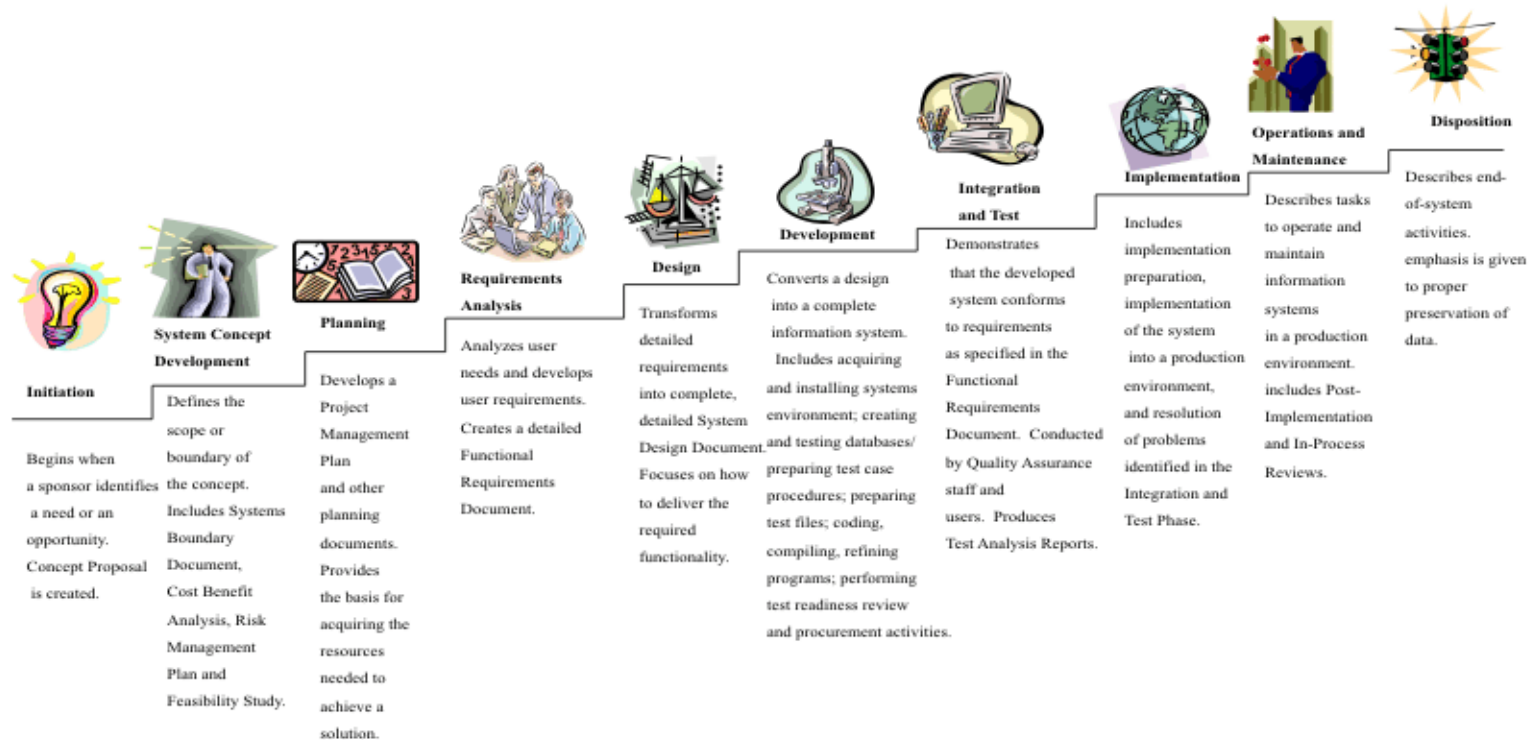 Initiation
Begins when
a sponsor identifies
a need or an
opportunity.
Concept Proposal
is created.
System Concept
Development
Defines the
scope or
boundary of
the concept.
Includes Systems
Boundary
Document,
Cost Benefit
Analysis, Risk
Management
Plan and
Feasibility Study.
Planning
Develops a
Project
Management
Plan
and other
planning
documents.
Provides
the basis for
acquiring the
resources
needed to
achieve a
solution.
Requirements
Analysis
Analyzes user
needs and develops
user requirements.
Creates a detailed
Functional
Requirements
Document.
Design
Transforms
detailed
requirements
into complete,
detailed System
Design Document.
Focuses on how
to deliver the
required
functionality.
Development
Converts a design
into a complete
information system.
Includes acquiring
and installing systems
environment; creating
and testing databases/
preparing test case
procedures; preparing
test files; coding,
compiling, refining
programs; performing
test readiness review
and procurement activities.
Integration
and Test
Demonstrates
that the developed
system conforms
to requirements
as specified in the
Functional
Requirements
Document. Conducted
by Quality Assurance
staff and
users. Produces
Test Analysis Reports.
Implementation
Includes
implementation
preparation,
implementation
of the system
into a production
environment,
and resolution
of problems
identified in the
Integration and
Test Phase.
Operations and
Maintenance
Describes tasks
to operate and
maintain
information
systems
in a production
environment.
includes Post-
Implementation
and In-Process
Reviews.
Disposition
Describes end-
of-system
activities.
emphasis is given
to proper
preservation of
data.